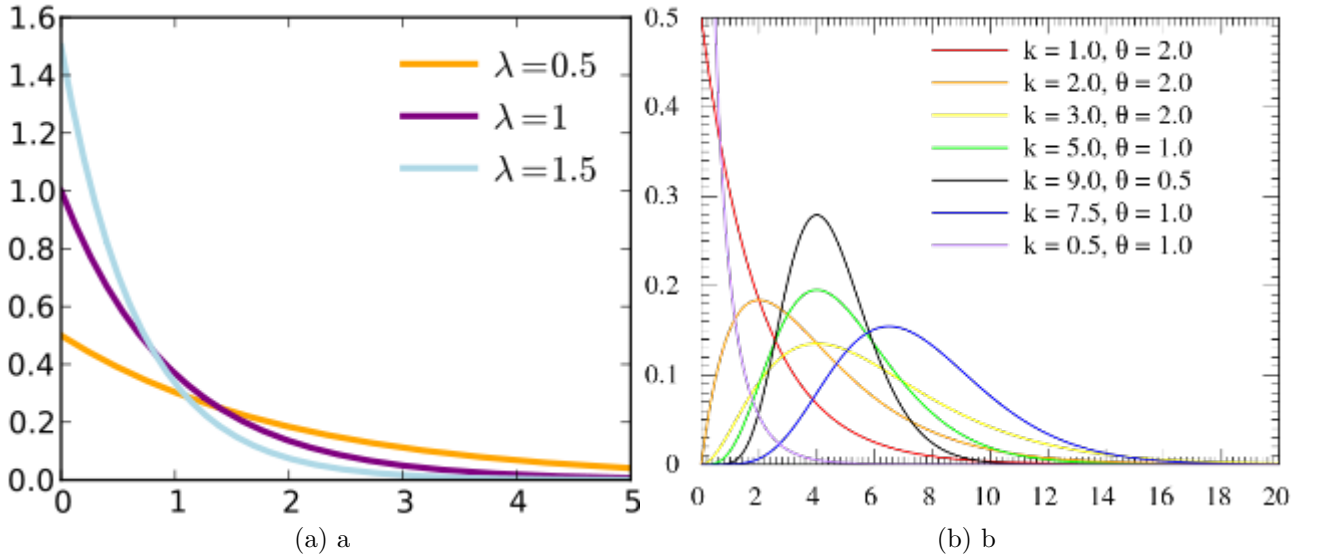 1.6
1.4
1.2
1.0
0.8
0.6
0.4
0.2
0.0
0 1 2 3 4 5
λ=0.5
λ=1
λ=1.5
(a) a
0.5
0.4
0.3
0.2
0.1
0
0 2 4 6 8 10 12 14 16 18 20
k = 1.0, θ = 2.0
k = 2.0, θ = 2.0
k = 3.0, θ = 2.0
k = 5.0, θ = 1.0
k = 9.0, θ = 0.5
k = 7.5, θ = 1.0
k = 0.5, θ = 1.0
(b) b